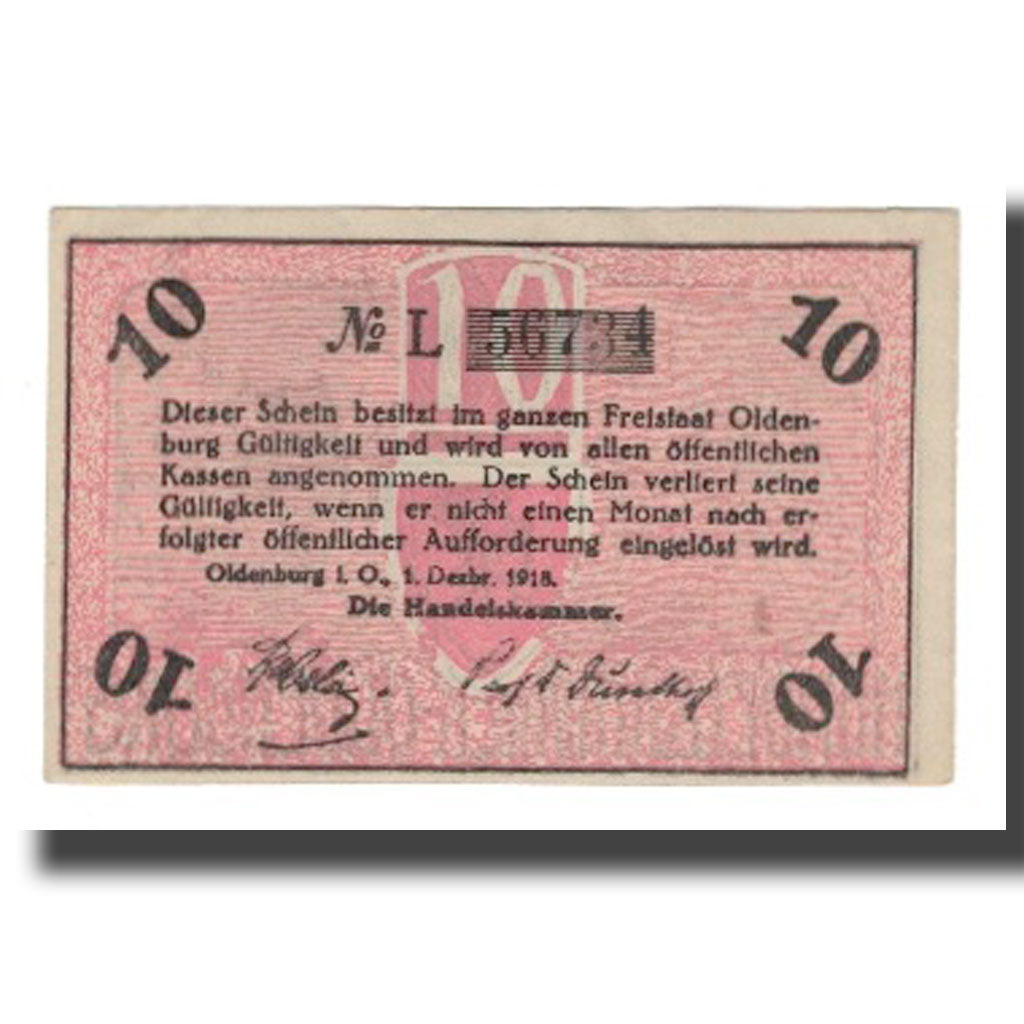 10
10
10
№ L 56734
Dieser Schein besitzt im ganzen Freistaat Olden-
burg Gültigkeit und wird von allen öffentlichen
Kassen angenommen. Der Schein verliert seine
Gültigkeit, wenn er nicht einen Monat nach er-
folgter öffentlicher Aufforderung eingelöst wird.
Oldenburg i. O., 1. Dezbr. 1918.
Die Handelskammer.
10
10